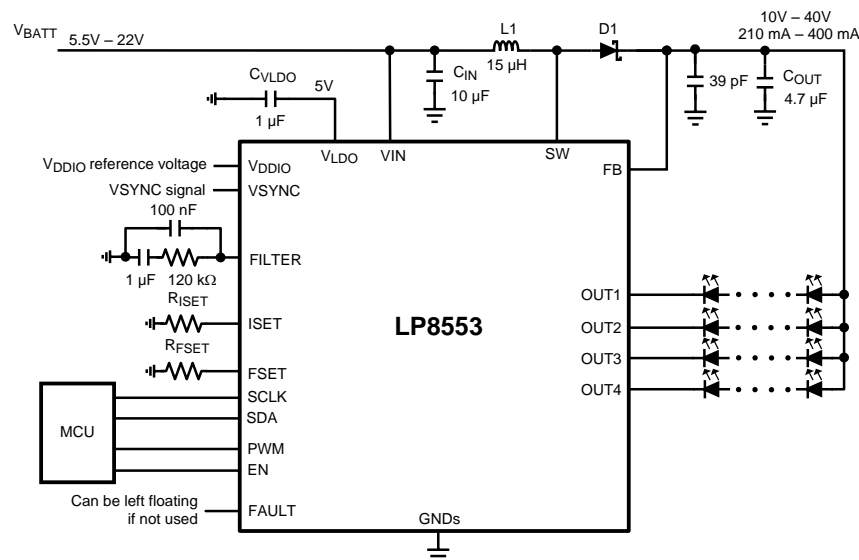 VBATT
5.5V – 22V
L1
15 µH
D1
10V – 40V
210 mA – 400 mA
CVLDO
1 µF
5V
CIN
10 µF
39 pF
COUT
4.7 µF
VLDO
VIN
SW
FB
VDDIO reference voltage
VDDIO
VSYNC signal
VSYNC
100 nF
1 µF
120 kΩ
FILTER
RISET
ISET
RFSET
FSET
LP8553
OUT1
OUT2
OUT3
OUT4
MCU
SCLK
SDA
PWM
EN
Can be left floating
if not used
FAULT
GNDs